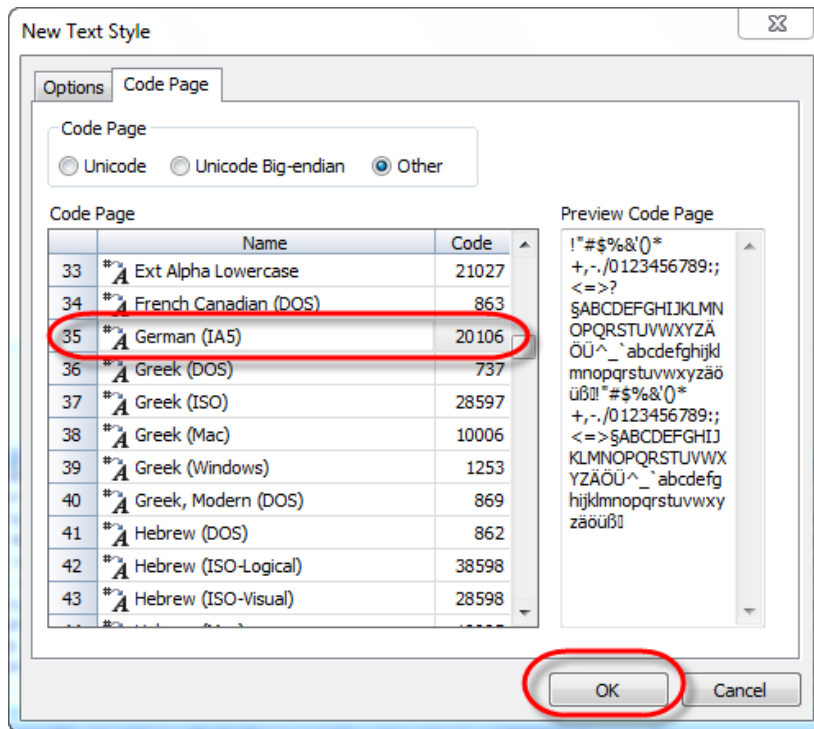 New Text Style
Options Code Page
Code Page
Unicode Unicode Big-endian Other
Code Page
Name Code
33 Ext Alpha Lowercase 21027
34 French Canadian (DOS) 863
35 German (IA5) 20106
36 Greek (DOS) 737
37 Greek (ISO) 28597
38 Greek (Mac) 10006
39 Greek (Windows) 1253
40 Greek, Modern (DOS) 869
41 Hebrew (DOS) 862
42 Hebrew (ISO-Logical) 38598
43 Hebrew (ISO-Visual) 28598
Preview Code Page
!"#$%&'()*
+,-./0123456789:;
<=>?
§ABCDEFGHIJKLMN
OPQRSTUVWXYZÄ
ÖÜ^_`abcdefghijkl
mnopqrstuvwxyzäö
üß▯!"#$%&'()*
+,-./0123456789:;
<=>§ABCDEFGHIJ
KLMNOPQRSTUVWX
YZÄÖÜ^_`abcdefg
hijklmnopqrstuvwxy
zäöüß▯
OK Cancel